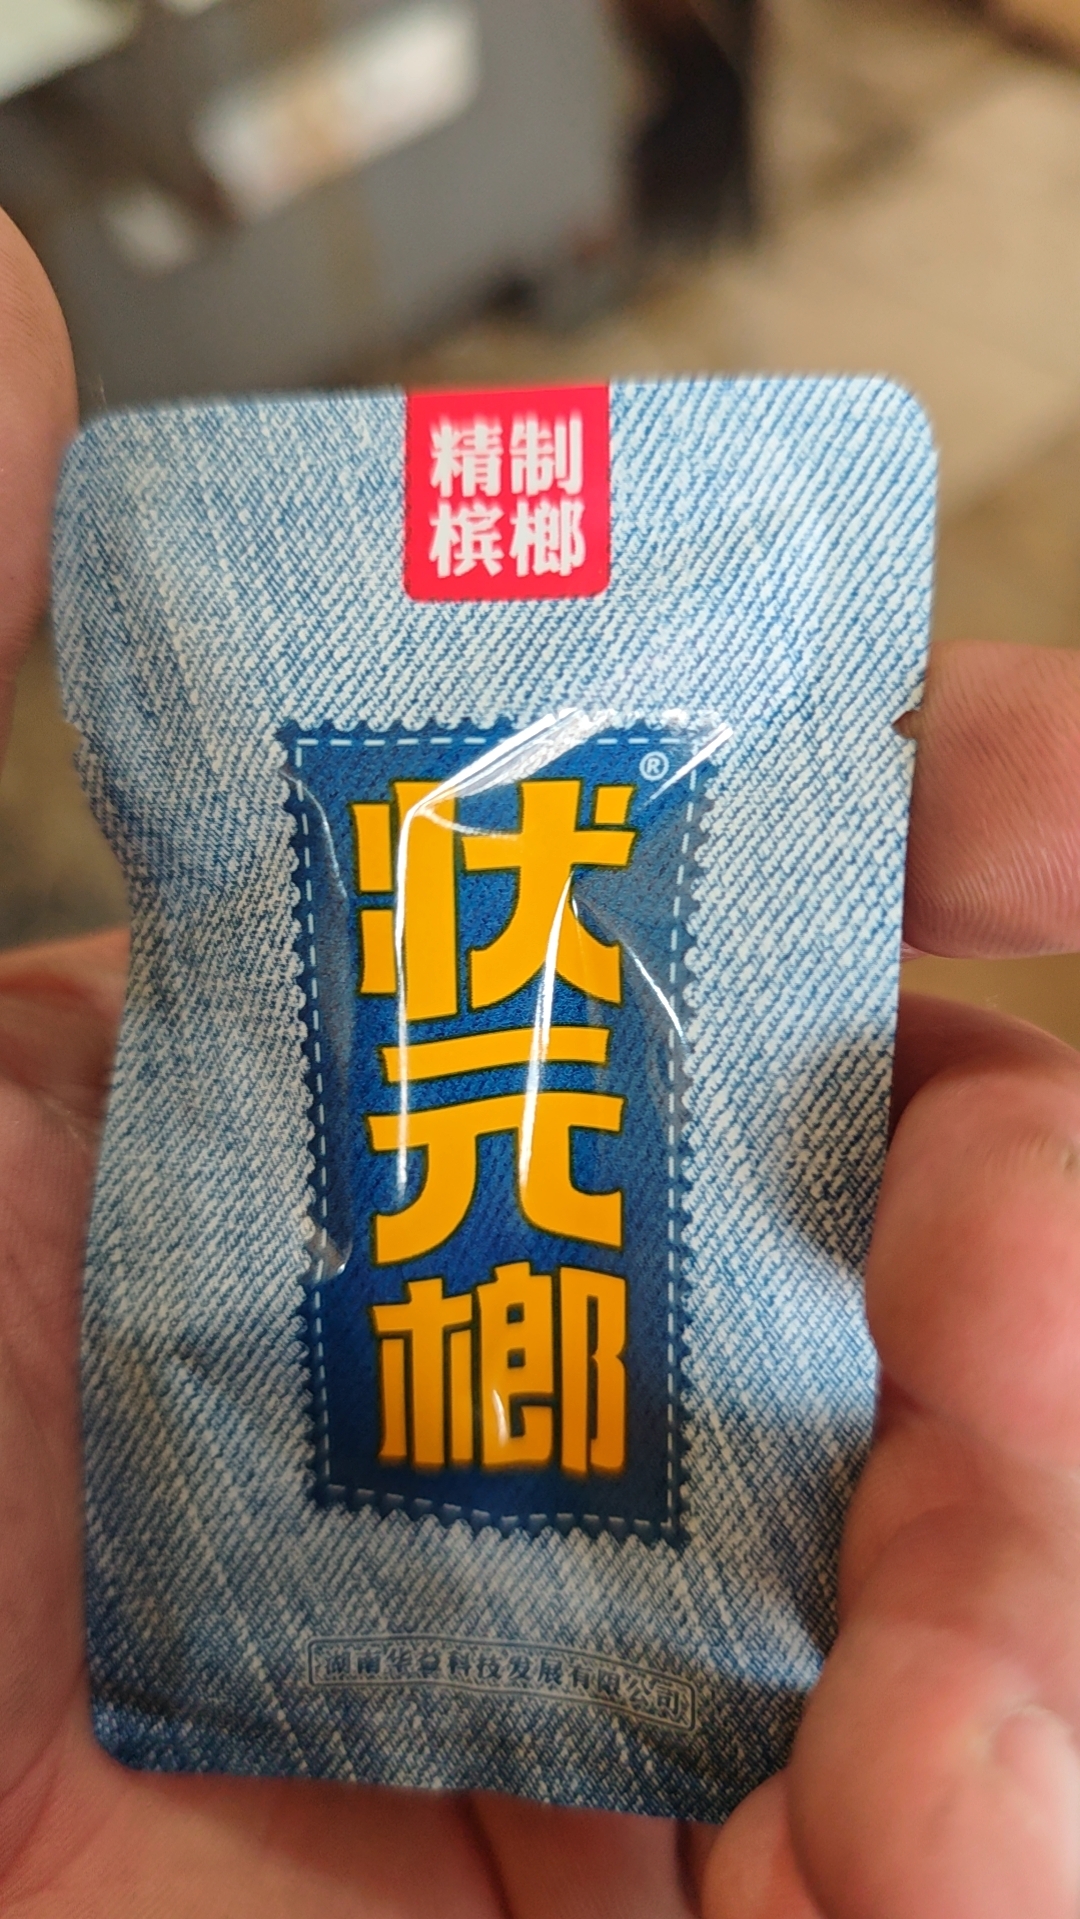 精制
槟榔
®
状元榔
湖南华益科技发展有限公司